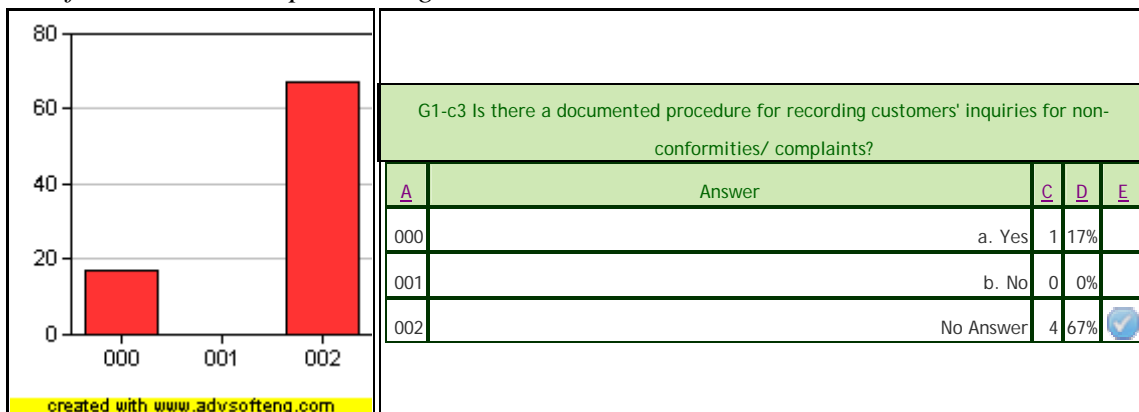 80
60
40
20
0
000 001 002
created with www.advsofteng.com
G1-c3 Is there a documented procedure for recording customers' inquiries for non-
conformities/ complaints?
A Answer C D E
000 a. Yes 1 17%
001 b. No 0 0%
002 No Answer 4 67%